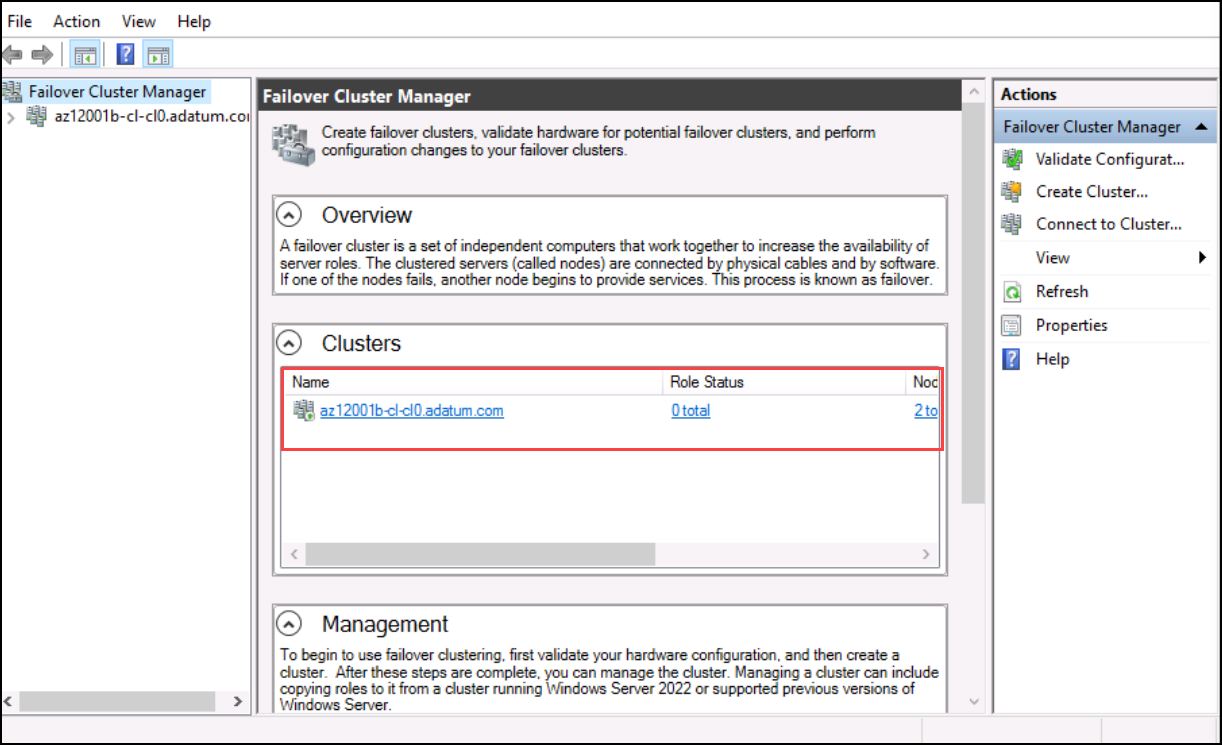 File Action View Help
Failover Cluster Manager
az12001b-cl-cl0.adatum.co
Failover Cluster Manager
Create failover clusters, validate hardware for potential failover clusters, and perform
configuration changes to your failover clusters.
Overview
A failover cluster is a set of independent computers that work together to increase the availability of
server roles. The clustered servers (called nodes) are connected by physical cables and by software.
If one of the nodes fails, another node begins to provide services. This process is known as failover.
Clusters
Name Role Status Nod
az12001b-cl-cl0.adatum.com 0 total 2 to
Management
To begin to use failover clustering, first validate your hardware configuration, and then create a
cluster. After these steps are complete, you can manage the cluster. Managing a cluster can include
copying roles to it from a cluster running Windows Server 2022 or supported previous versions of
Windows Server.
Actions
Failover Cluster Manager
Validate Configurat...
Create Cluster...
Connect to Cluster...
View
Refresh
Properties
Help